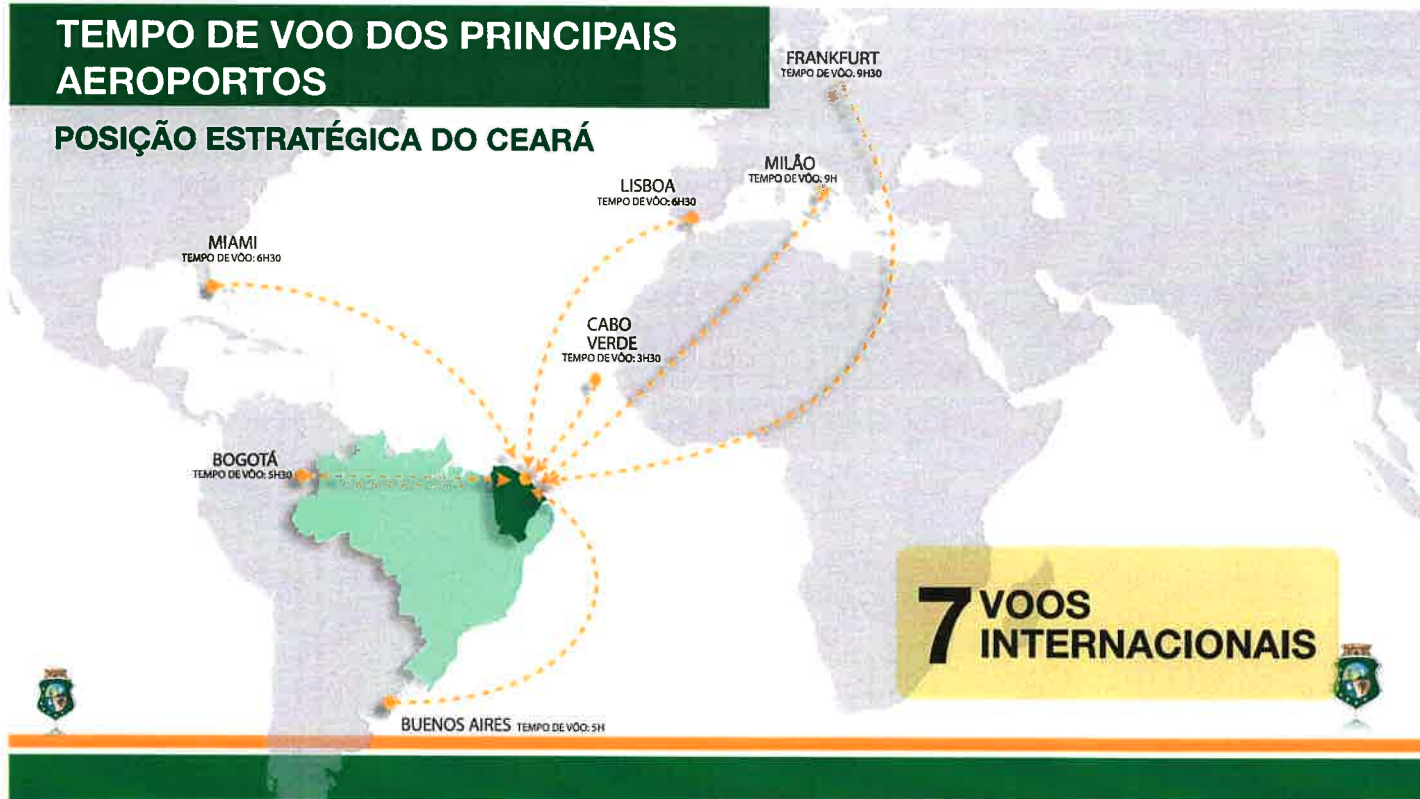 TEMPO DE VOO DOS PRINCIPAIS
AEROPORTOS
POSIÇÃO ESTRATÉGICA DO CEARÁ
FRANKFURT
TEMPO DE VÔO: 9H30
MILÃO
TEMPO DE VÔO: 9H
LISBOA
TEMPO DE VÔO: 6H30
MIAMI
TEMPO DE VÔO: 6H30
CABO
VERDE
TEMPO DE VÔO: 3H30
BOGOTÁ
TEMPO DE VÔO: 5H30
7 VOOS
INTERNACIONAIS
BUENOS AIRES TEMPO DE VÔO: 5H